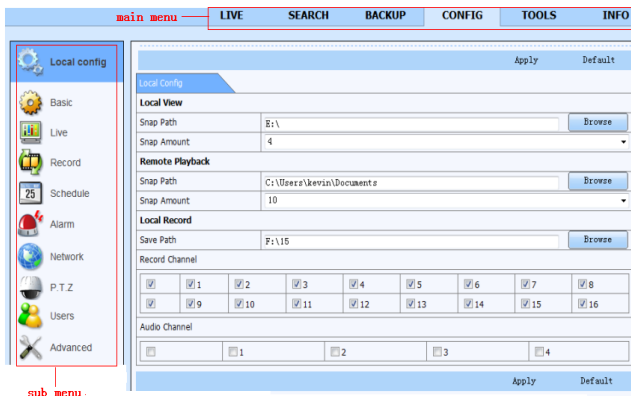 main menu LIVE SEARCH BACKUP CONFIG TOOLS INFO
Local config
Basic
Live
Record
25 Schedule
Alarm
Network
P.T.Z
Users
Advanced
sub menu
Apply Default
Local Config
Local View
Snap Path E:\ Browse
Snap Amount 4
Remote Playback
Snap Path C:\Users\kevin\Documents Browse
Snap Amount 10
Local Record
Save Path F:\15 Browse
Record Channel
1 2 3 4 5 6 7 8
9 10 11 12 13 14 15 16
Audio Channel
1 2 3 4
Apply Default